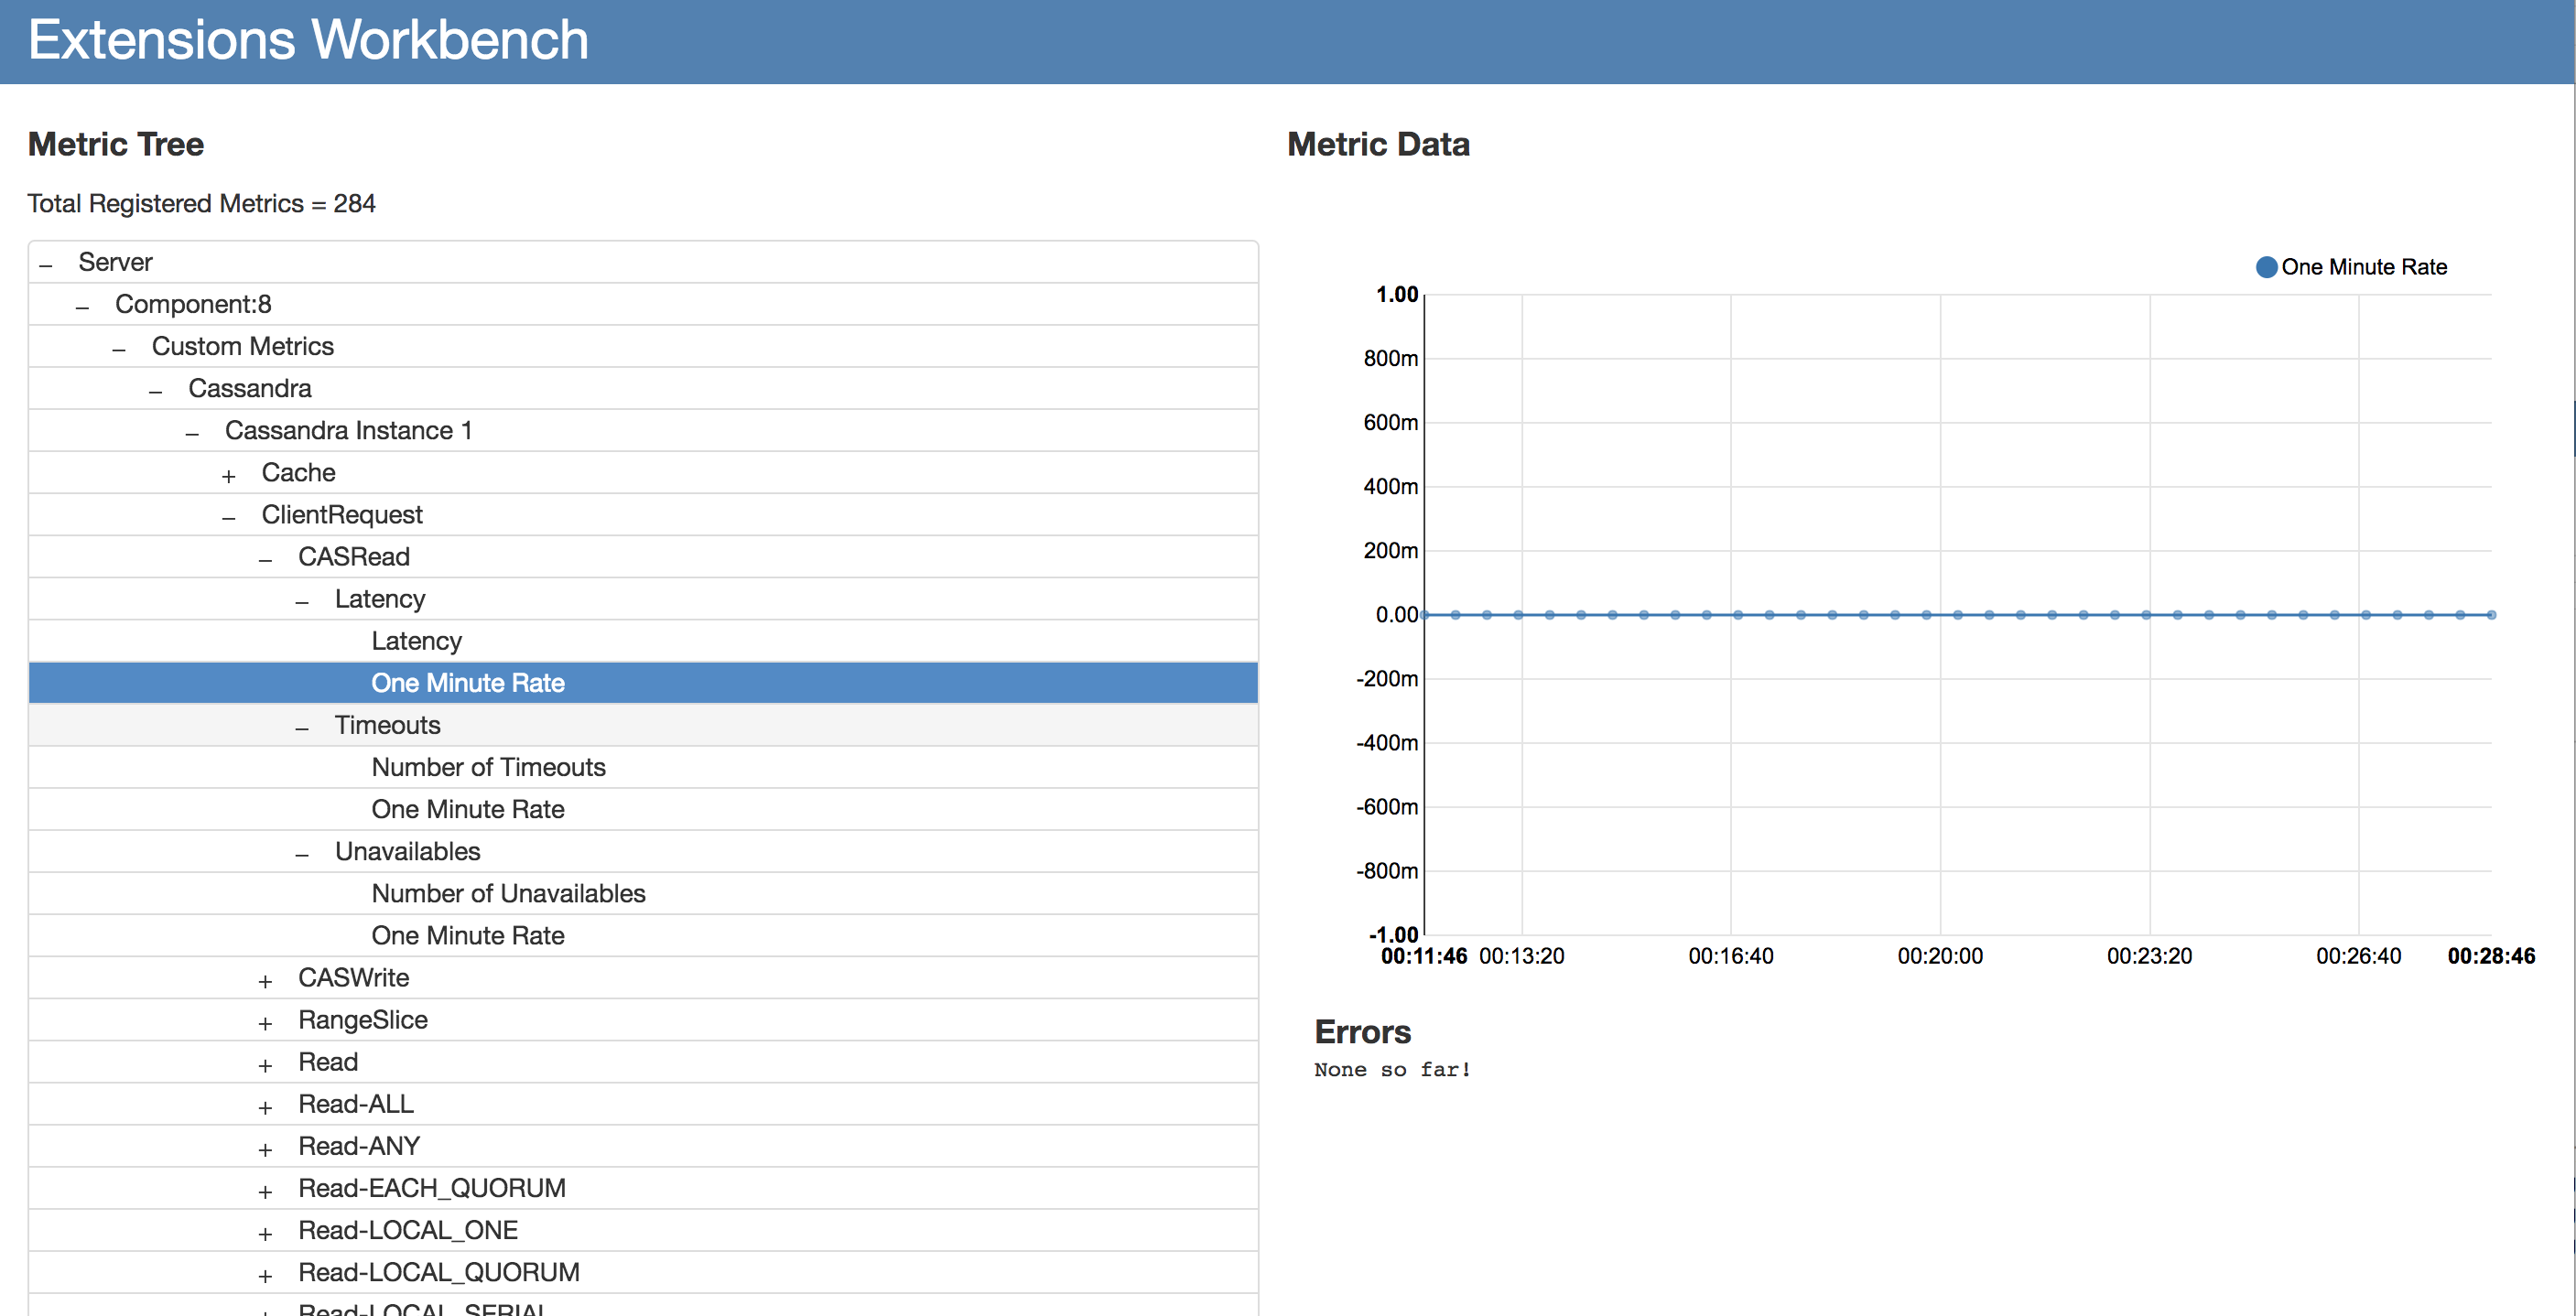 Extensions Workbench
Metric Tree
Total Registered Metrics = 284
– Server
– Component:8
– Custom Metrics
– Cassandra
– Cassandra Instance 1
+ Cache
– ClientRequest
– CASRead
– Latency
Latency
One Minute Rate
– Timeouts
Number of Timeouts
One Minute Rate
– Unavailables
Number of Unavailables
One Minute Rate
+ CASWrite
+ RangeSlice
+ Read
+ Read-ALL
+ Read-ANY
+ Read-EACH_QUORUM
+ Read-LOCAL_ONE
+ Read-LOCAL_QUORUM
+ Read-LOCAL_SERIAL
Metric Data
One Minute Rate
1.00
800m
600m
400m
200m
0.00
-200m
-400m
-600m
-800m
-1.00
00:11:46 00:13:20 00:16:40 00:20:00 00:23:20 00:26:40 00:28:46
Errors
None so far!